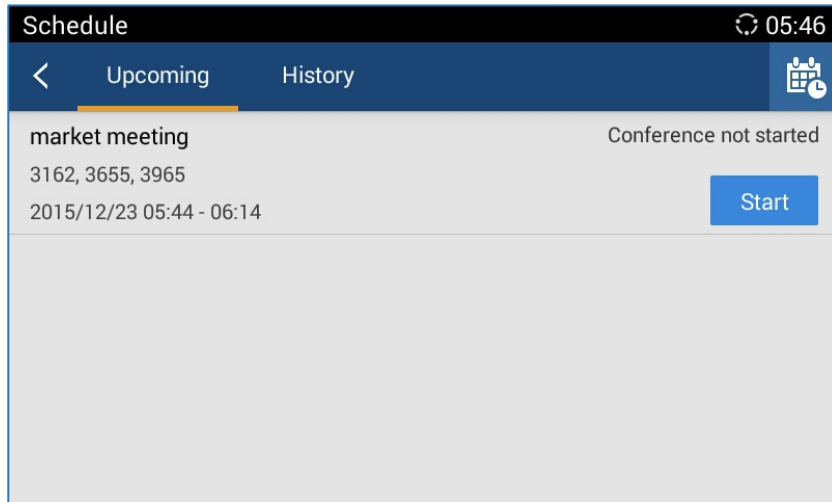 Schedule 05:46
Upcoming History
market meeting Conference not started
3162, 3655, 3965
2015/12/23 05:44 - 06:14 Start